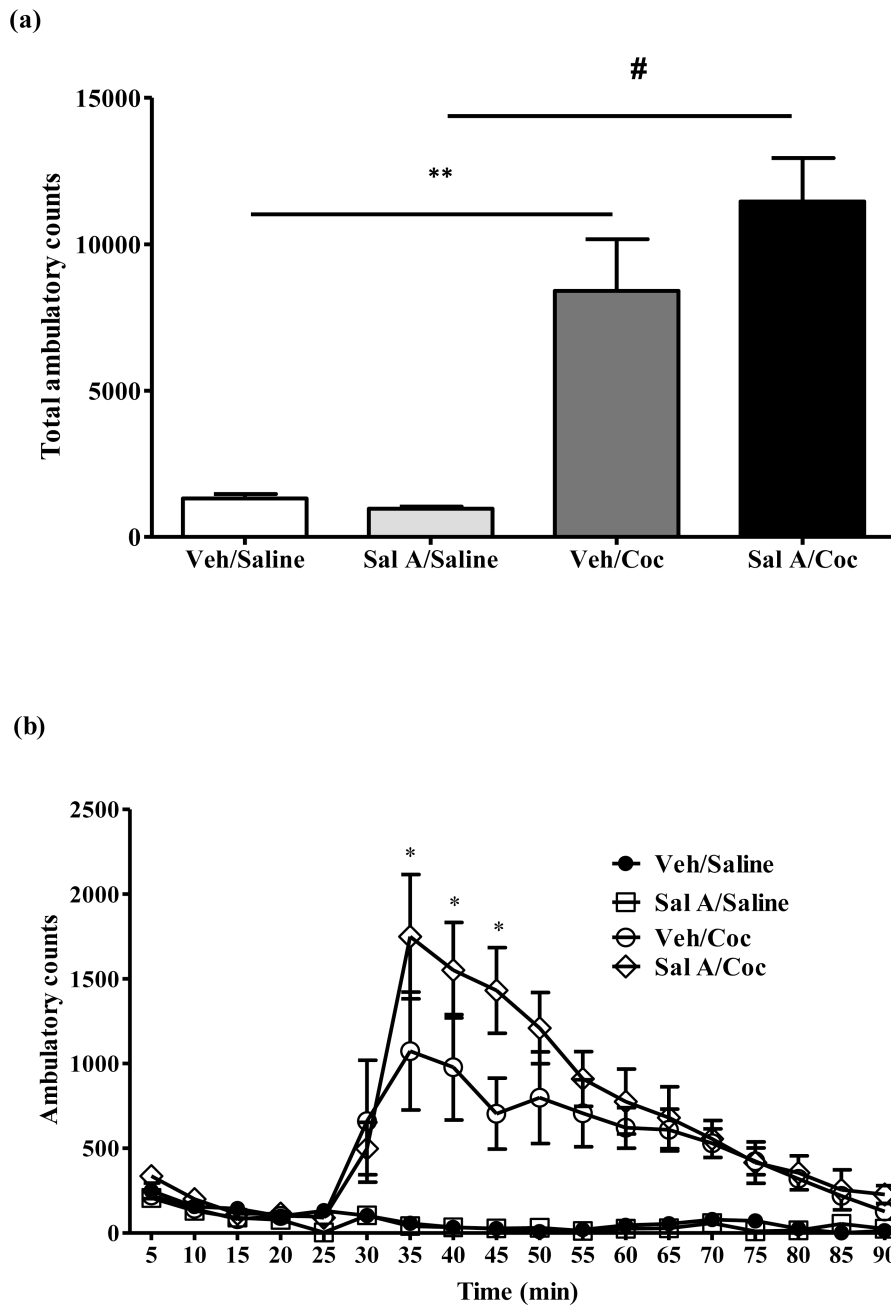 (a)
#
15000
**
10000
5000
0
Total ambulatory counts
Veh/Saline Sal A/Saline Veh/Coc Sal A/Coc
(b)
2500
2000
1500
1000
500
0
Ambulatory counts
* * *
Veh/Saline
Sal A/Saline
Veh/Coc
Sal A/Coc
5 10 15 20 25 30 35 40 45 50 55 60 65 70 75 80 85 90
Time (min)